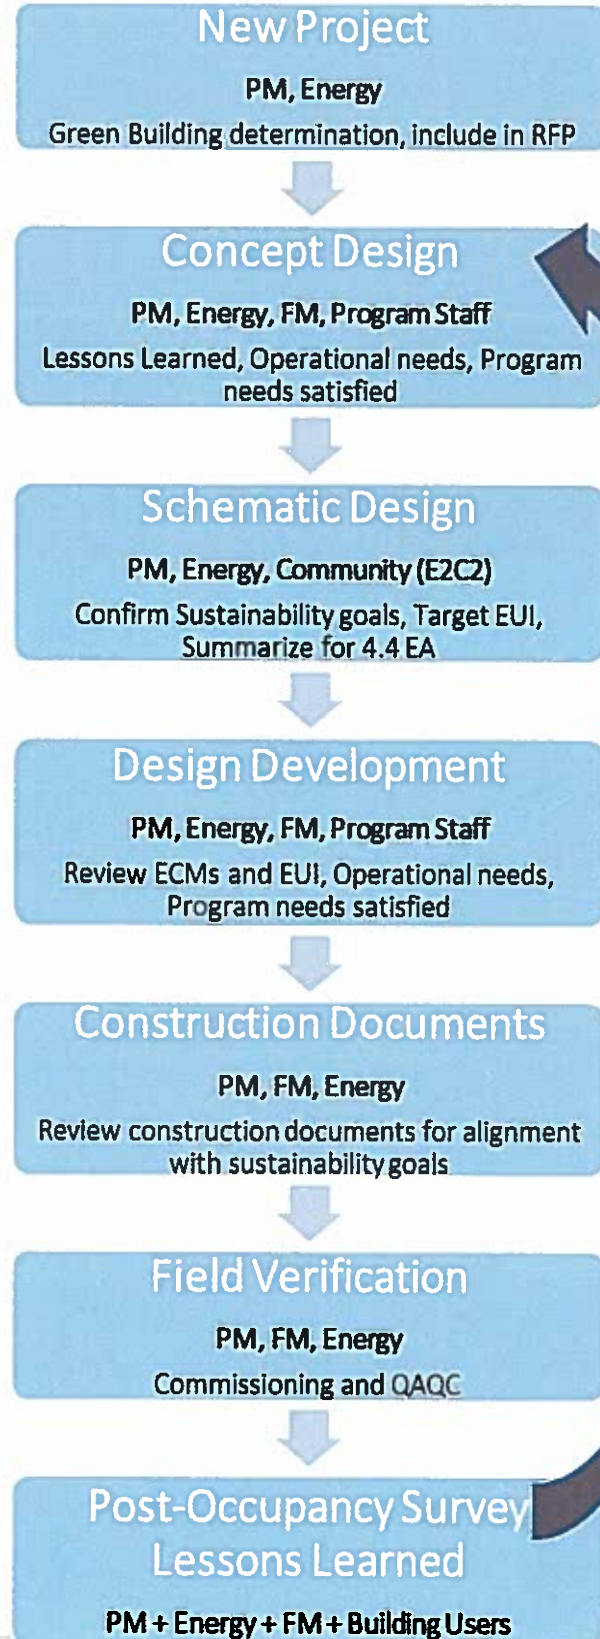 New Project
PM, Energy
Green Building determination, include in RFP
Concept Design
PM, Energy, FM, Program Staff
Lessons Learned, Operational needs, Program
needs satisfied
Schematic Design
PM, Energy, Community (E2C2)
Confirm Sustainability goals, Target EUI,
Summarize for 4.4 EA
Design Development
PM, Energy, FM, Program Staff
Review ECMs and EUI, Operational needs,
Program needs satisfied
Construction Documents
PM, FM, Energy
Review construction documents for alignment
with sustainability goals
Field Verification
PM, FM, Energy
Commissioning and QAQC
Post-Occupancy Survey
Lessons Learned
PM + Energy + FM + Building Users